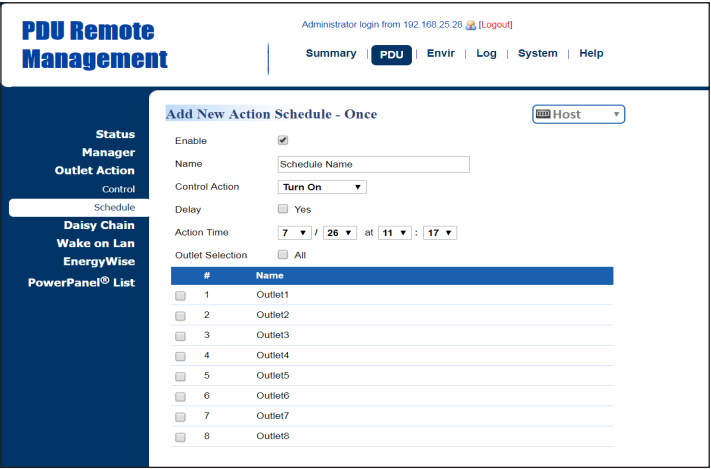 PDU Remote
Management
Administrator login from 192.168.25.28 [Logout]
Summary | PDU | Envir | Log | System | Help
Status
Manager
Outlet Action
Control
Schedule
Daisy Chain
Wake on Lan
EnergyWise
PowerPanel® List
Add New Action Schedule - Once
Host
Enable
Name Schedule Name
Control Action Turn On
Delay Yes
Action Time 7 / 26 at 11 : 17
Outlet Selection All
# Name
1 Outlet1
2 Outlet2
3 Outlet3
4 Outlet4
5 Outlet5
6 Outlet6
7 Outlet7
8 Outlet8